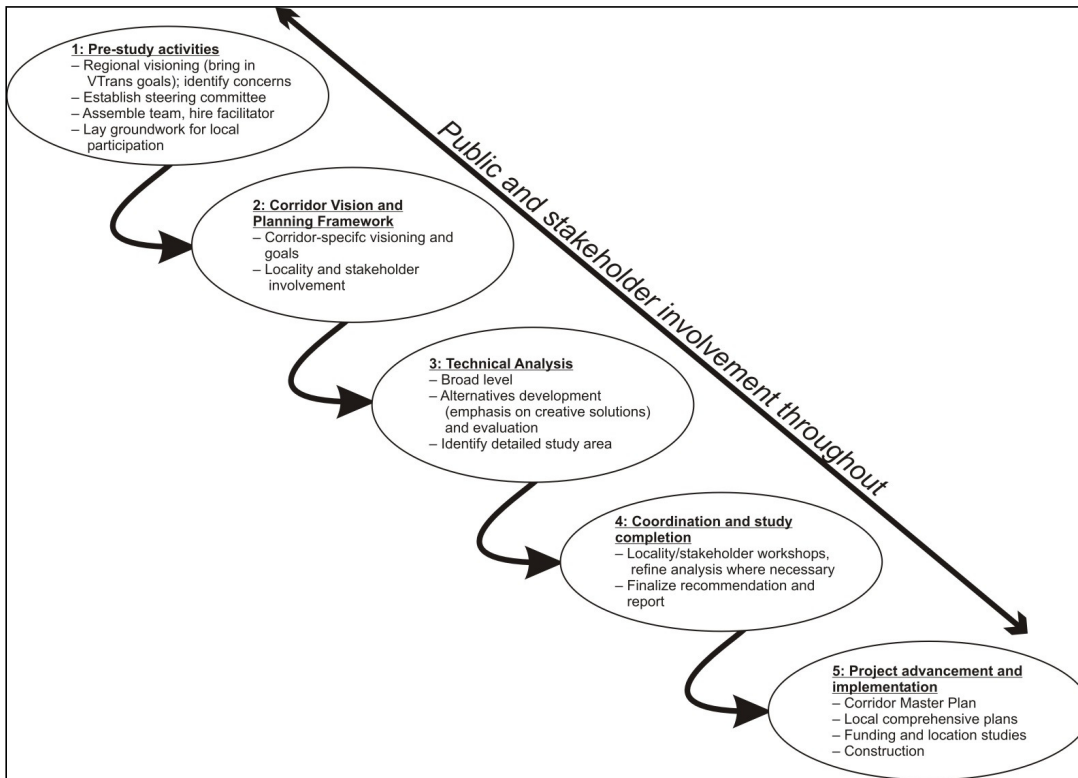 1: Pre-study activities
– Regional visioning (bring in
VTrans goals); identify concerns
– Establish steering committee
– Assemble team, hire facilitator
– Lay groundwork for local
participation
Public and stakeholder involvement throughout
2: Corridor Vision and
Planning Framework
– Corridor-specifc visioning and
goals
– Locality and stakeholder
involvement
3: Technical Analysis
– Broad level
– Alternatives development
(emphasis on creative solutions)
and evaluation
– Identify detailed study area
4: Coordination and study
completion
– Locality/stakeholder workshops,
refine analysis where necessary
– Finalize recommendation and
report
5: Project advancement and
implementation
– Corridor Master Plan
– Local comprehensive plans
– Funding and location studies
– Construction